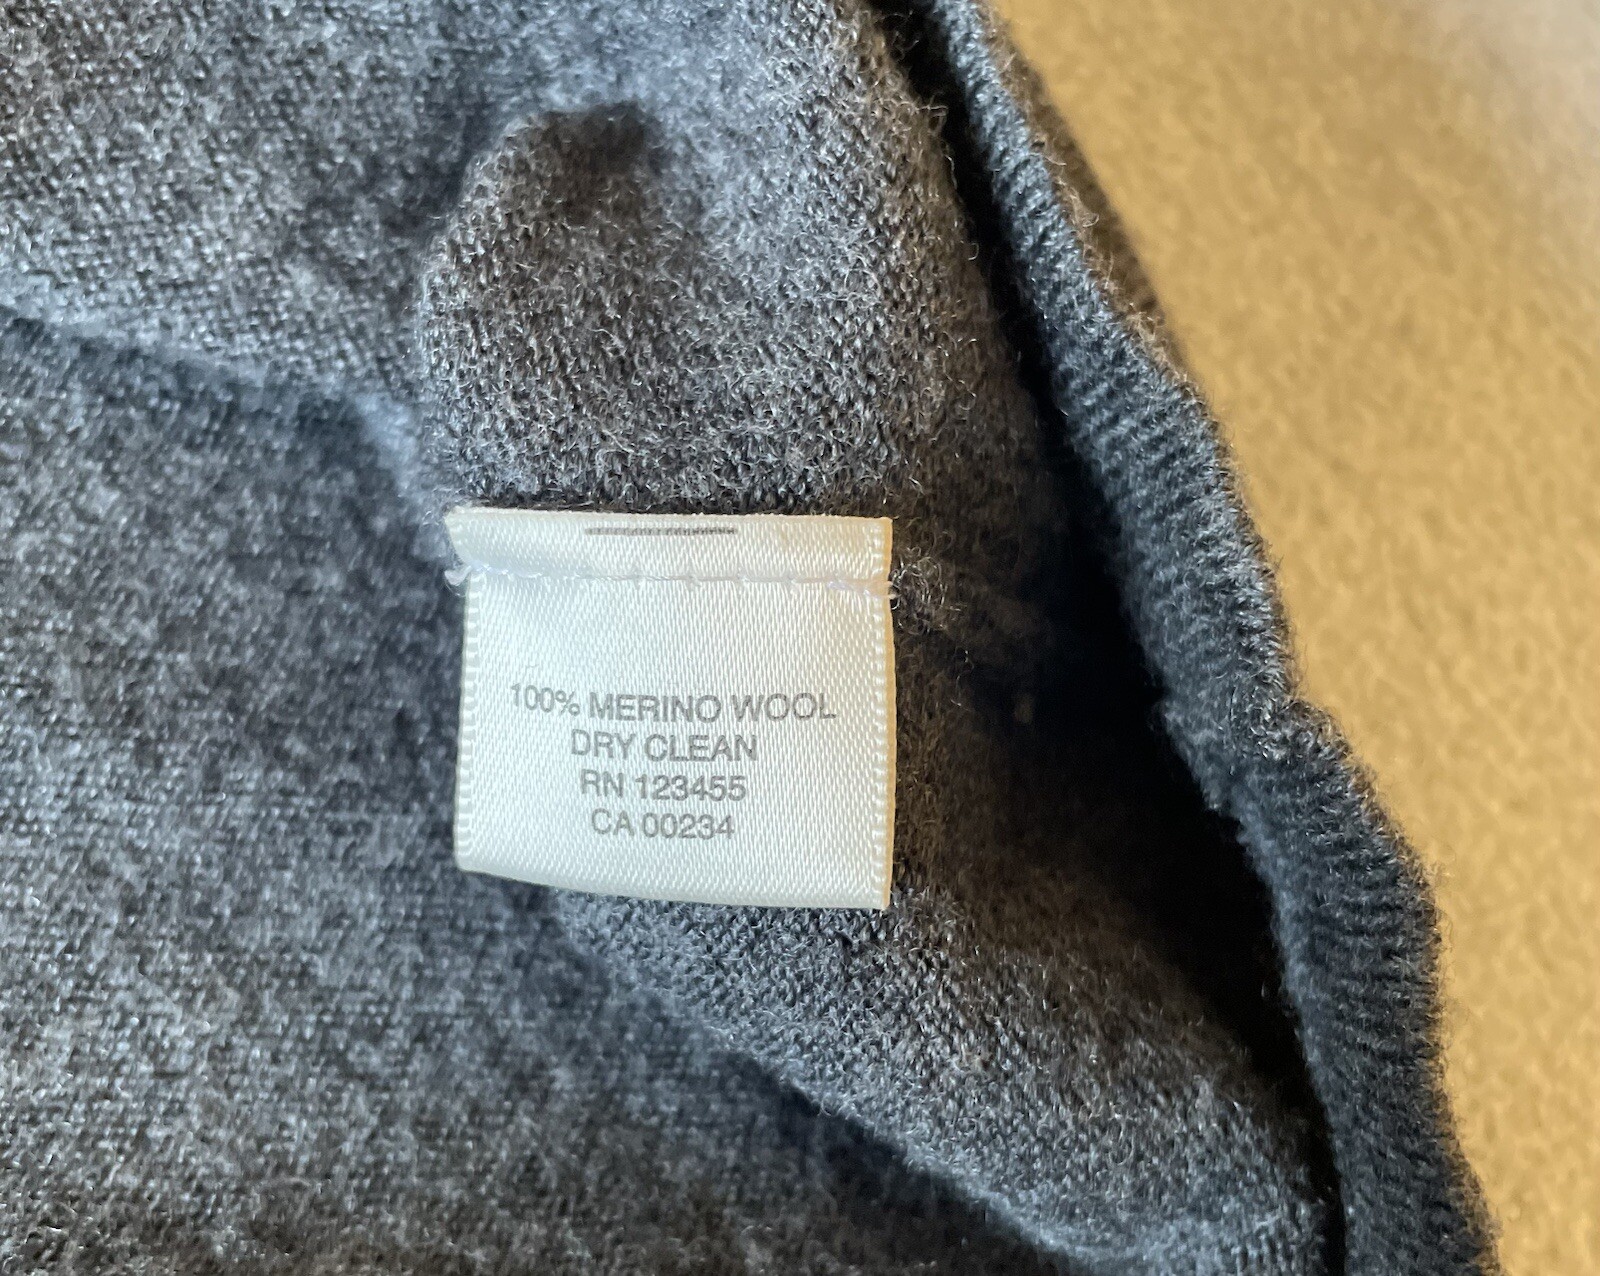 100% MERINO WOOL
DRY CLEAN
RN 123455
CA 00234